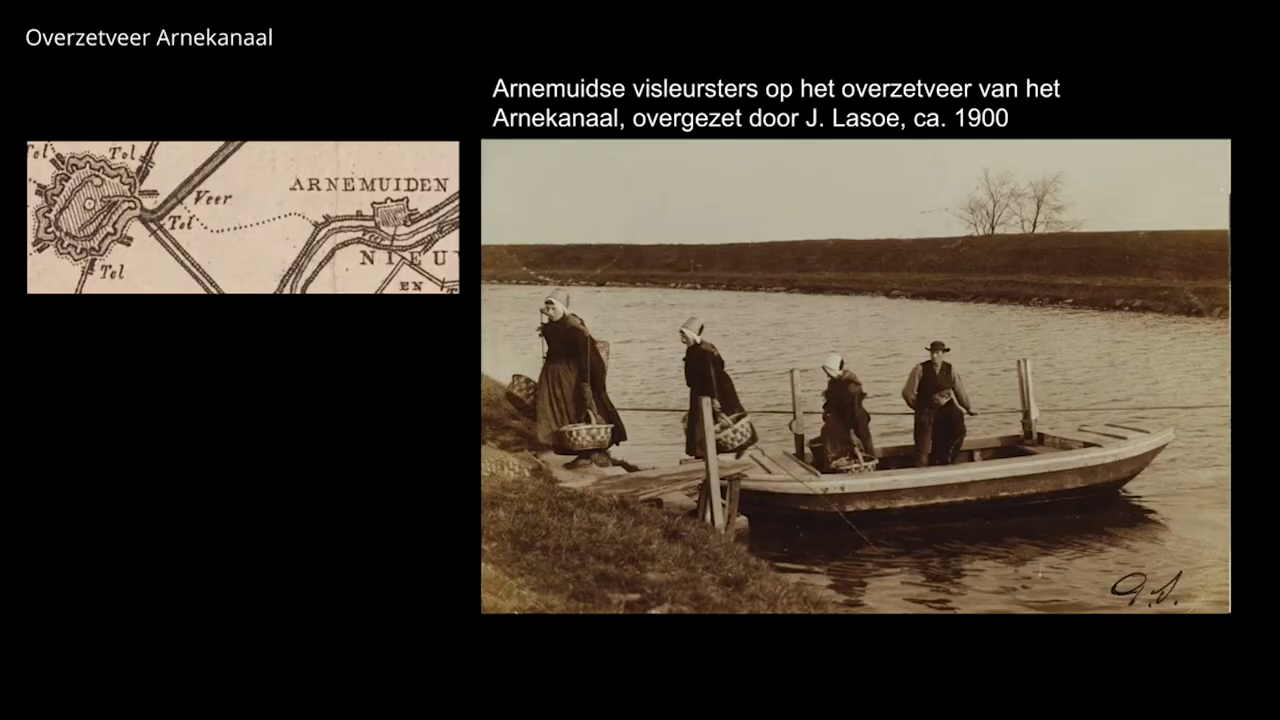 Overzetveer Arnekanaal
Arnemuidse visleursters op het overzetveer van het
Arnekanaal, overgezet door J. Lasoe, ca. 1900
Tol
Tol
Veer
Tol
Tol
ARNEMUIDEN
NIEU
EN